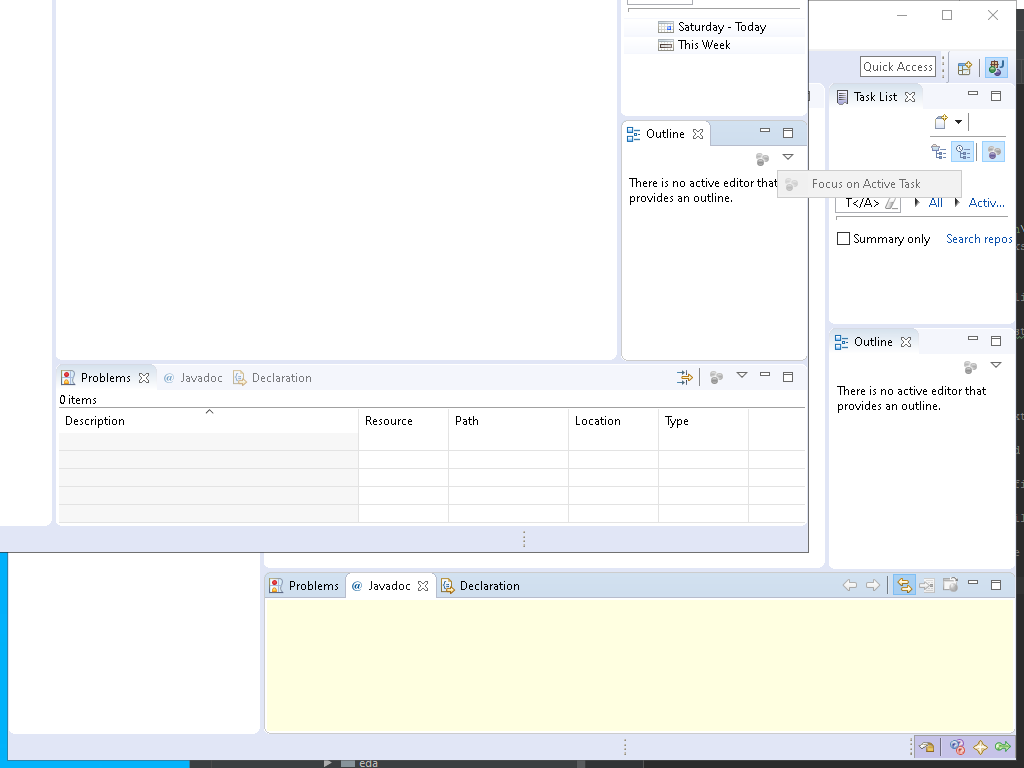 Saturday - Today
This Week
Quick Access
Task List
Outline
There is no active editor that
provides an outline.
Focus on Active Task
T</A>
All
Activ...
Summary only
Search repos
Outline
There is no active editor that
provides an outline.
Problems
Javadoc
Declaration
0 items
Description
Resource
Path
Location
Type
Problems
@ Javadoc
Declaration
eda